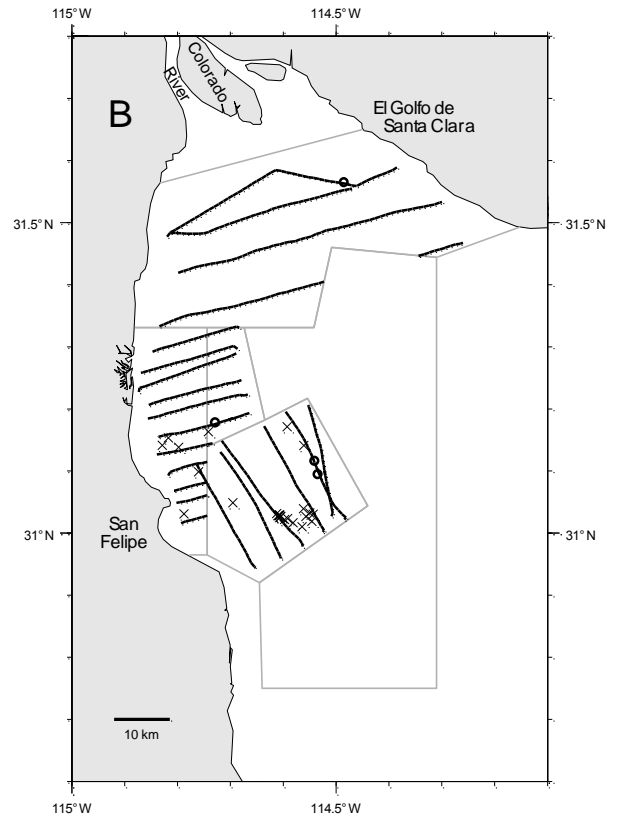 115°W 114.5°W
River
Colorado
B
El Golfo de
Santa Clara
31.5°N 31.5°N
31°N 31°N
San
Felipe
10 km
115°W 114.5°W